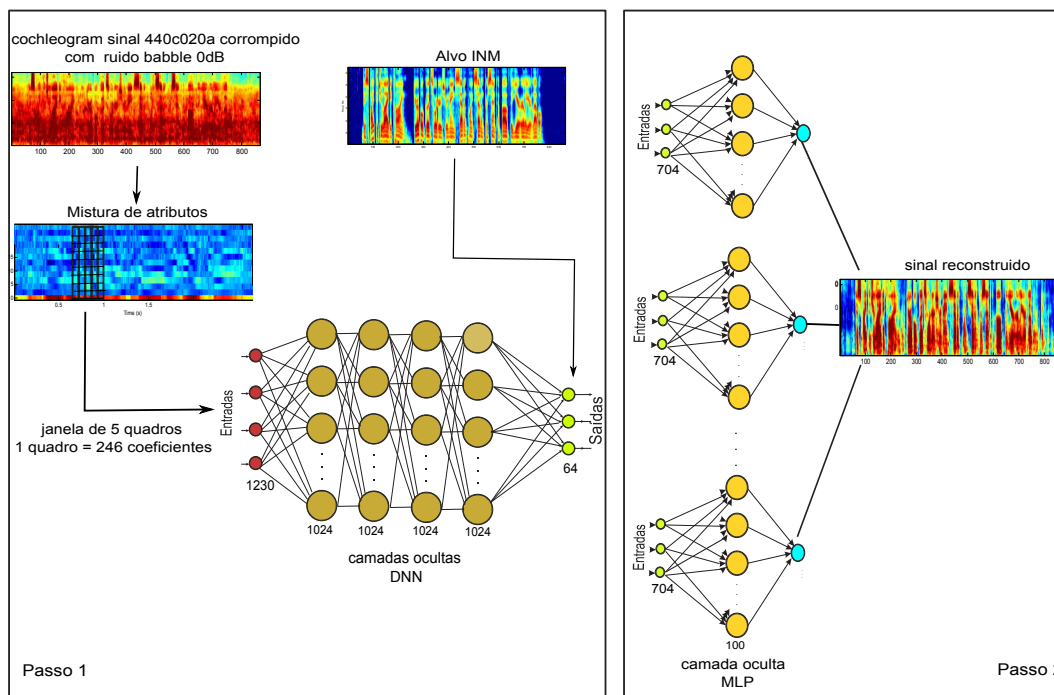 cochleogram sinal 440c020a corrompido
com ruido babble 0dB
100 200 300 400 500 600 700 800
Alvo INM
Mistura de atributos
0.5 1 1.5
Time (s)
janela de 5 quadros
1 quadro = 246 coeficientes
Entradas
1230
1024 1024 1024 1024
camadas ocultas
DNN
64
Saídas
Passo 1
Entradas
704
Entradas
704
sinal reconstruido
100 200 300 400 500 600 700 800
Entradas
704
100
camada oculta
MLP
Passo